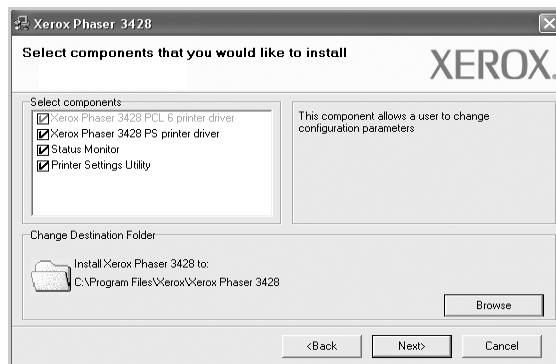 Xerox Phaser 3428
Select components that you would like to install
XEROX.
Select components
Xerox Phaser 3428 PCL 6 printer driver
Xerox Phaser 3428 PS printer driver
Status Monitor
Printer Settings Utility
This component allows a user to change
configuration parameters
Change Destination Folder
Install Xerox Phaser 3428 to:
C:\Program Files\Xerox\Xerox Phaser 3428
Browse
<Back
Next>
Cancel